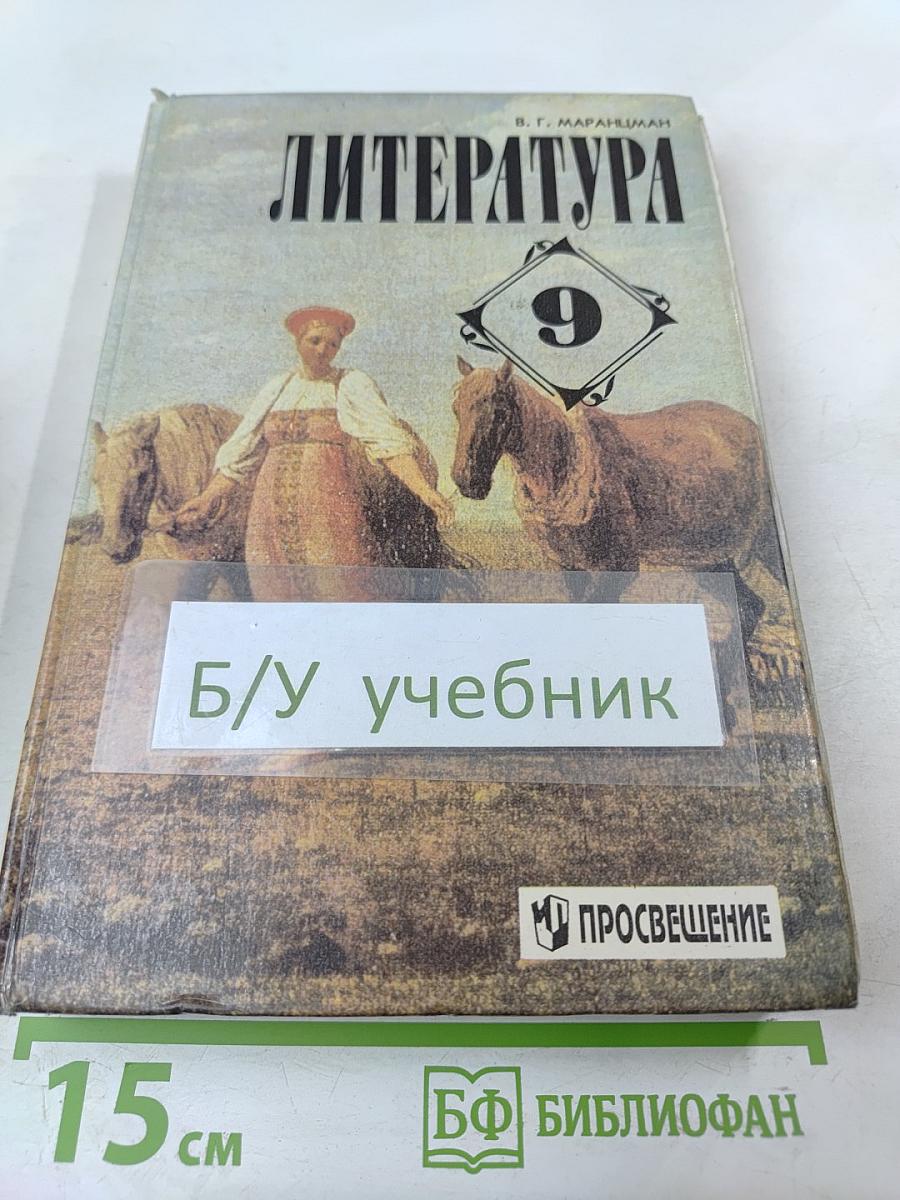 В. Г. МАРАНЦМАН
ЛИТЕРАТУРА
9
Б/У учебник
ПРОСВЕЩЕНИЕ
15 см
БФ БИБЛИОФАН